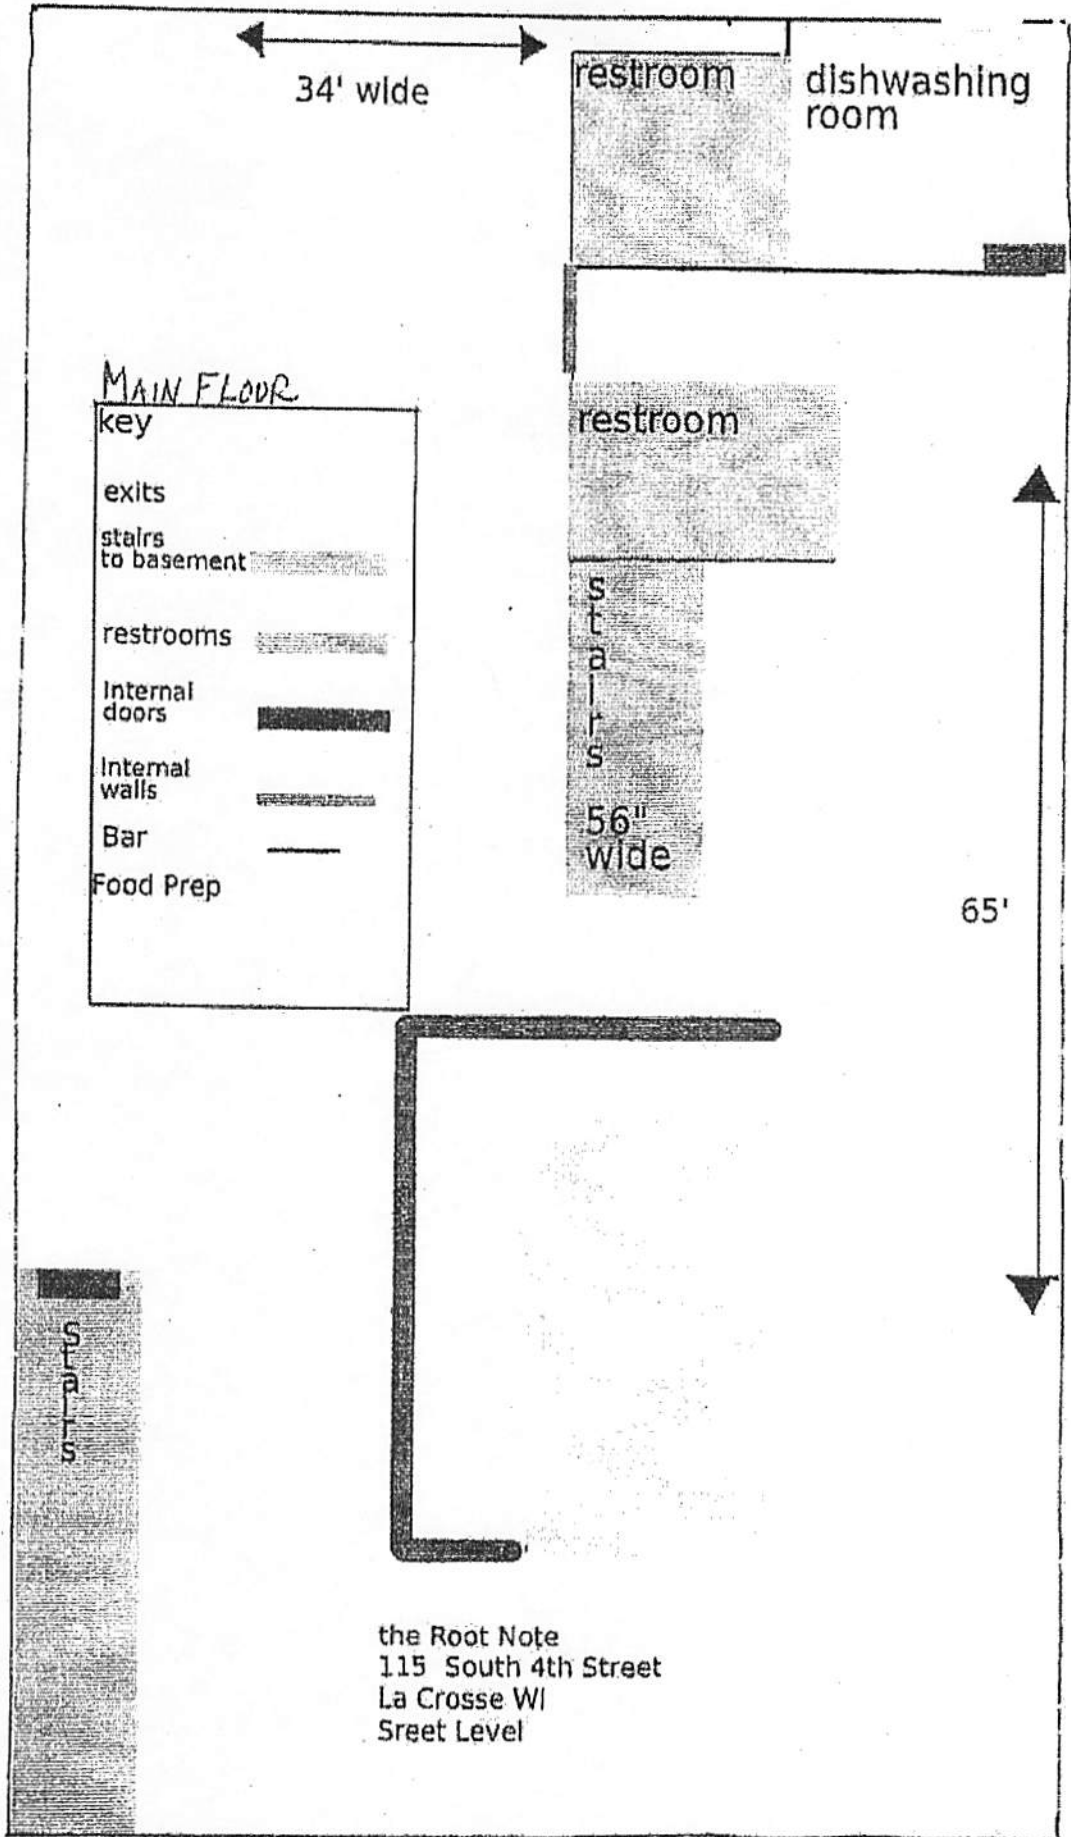 34' wide
restroom
dishwashing
room
MAIN FLOOR
key
exits
stairs
to basement
restrooms
Internal
doors
Internal
walls
Bar
Food Prep
restroom
stairs
56"
wide
65'
stairs
the Root Note
115 South 4th Street
La Crosse WI
Sreet Level